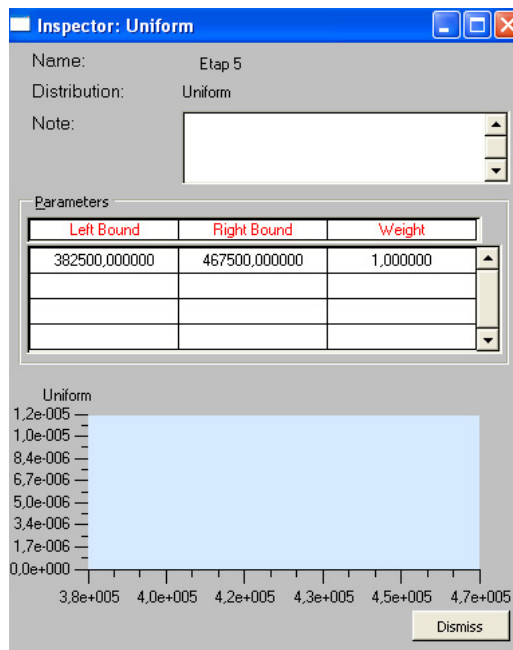 Inspector: Uniform
Name: Etap 5
Distribution: Uniform
Note:
Parameters
Left Bound Right Bound Weight
382500,000000 467500,000000 1,000000
Uniform
1,2e-005
1,0e-005
8,4e-006
6,7e-006
5,0e-006
3,4e-006
1,7e-006
0,0e+000
3,8e+005 4,0e+005 4,2e+005 4,3e+005 4,5e+005 4,7e+005
Dismiss